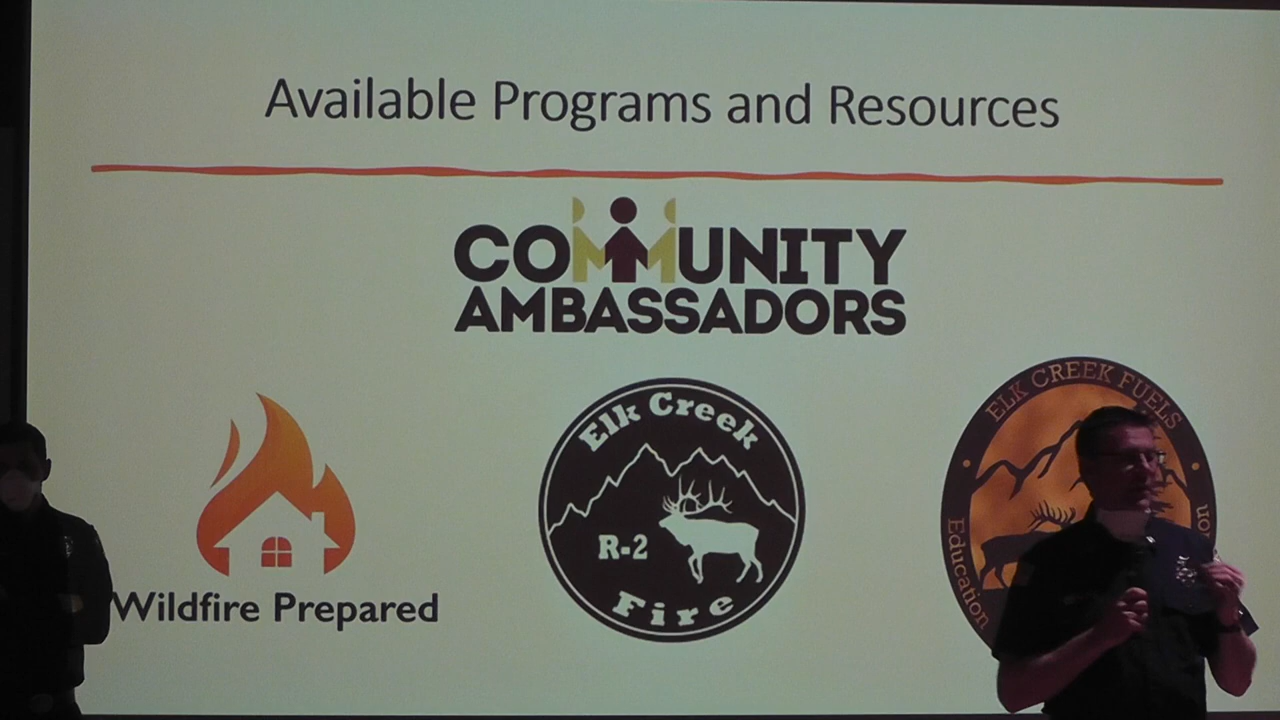 Available Programs and Resources
COMMUNITY
AMBASSADORS
Wildfire Prepared
Elk Creek
R-2
Fire
ELK CREEK FUELS
Education